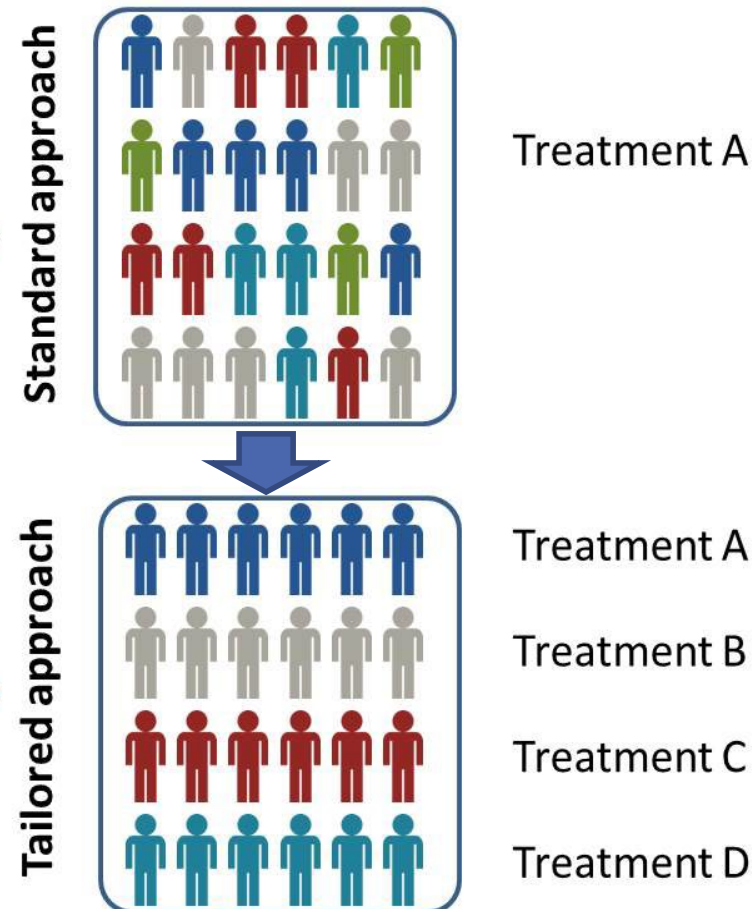 Standard approach
Treatment A
Tailored approach
Treatment A
Treatment B
Treatment C
Treatment D